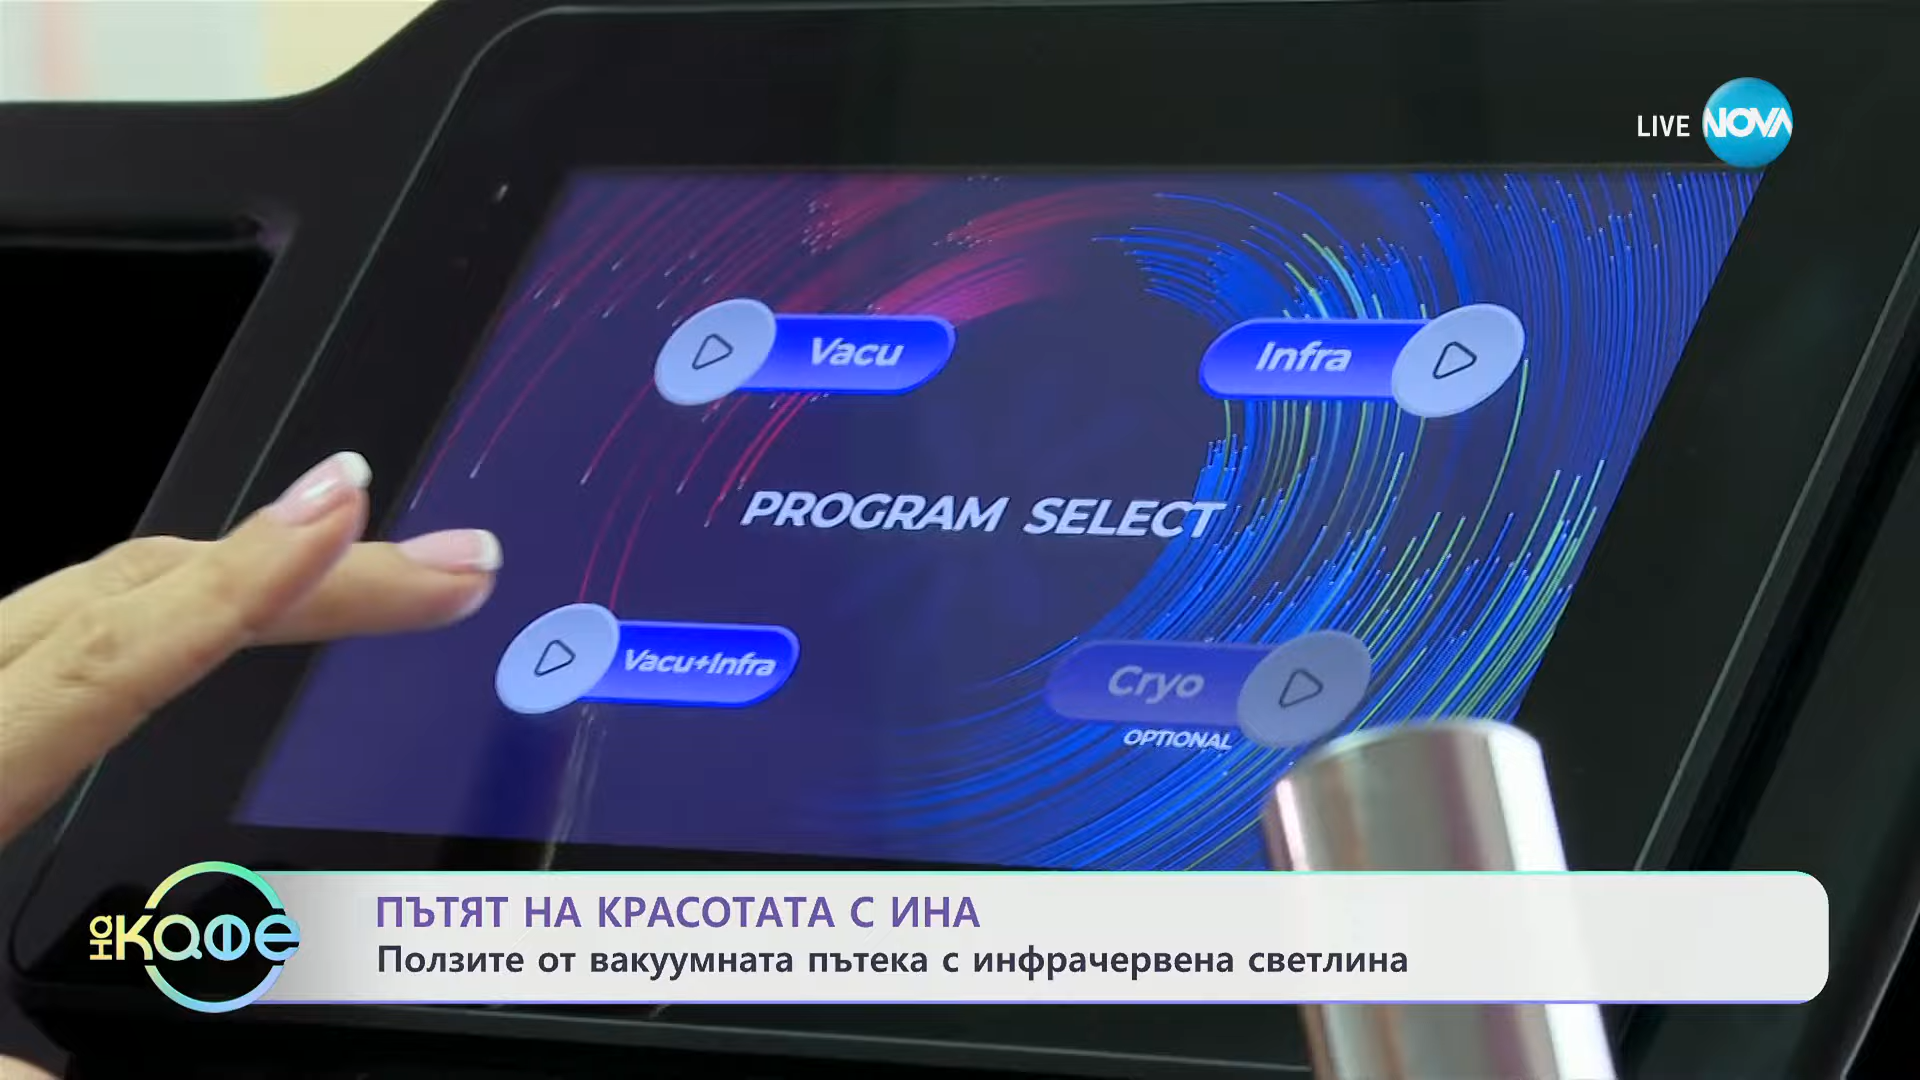 LIVE NOVA
Vacu
Infra
PROGRAM SELECT
Vacu+Infra
Cryo
OPTIONAL
на кафе
ПЪТЯТ НА КРАСОТАТА С ИНА
Ползите от вакуумната пътека с инфрачервена светлина